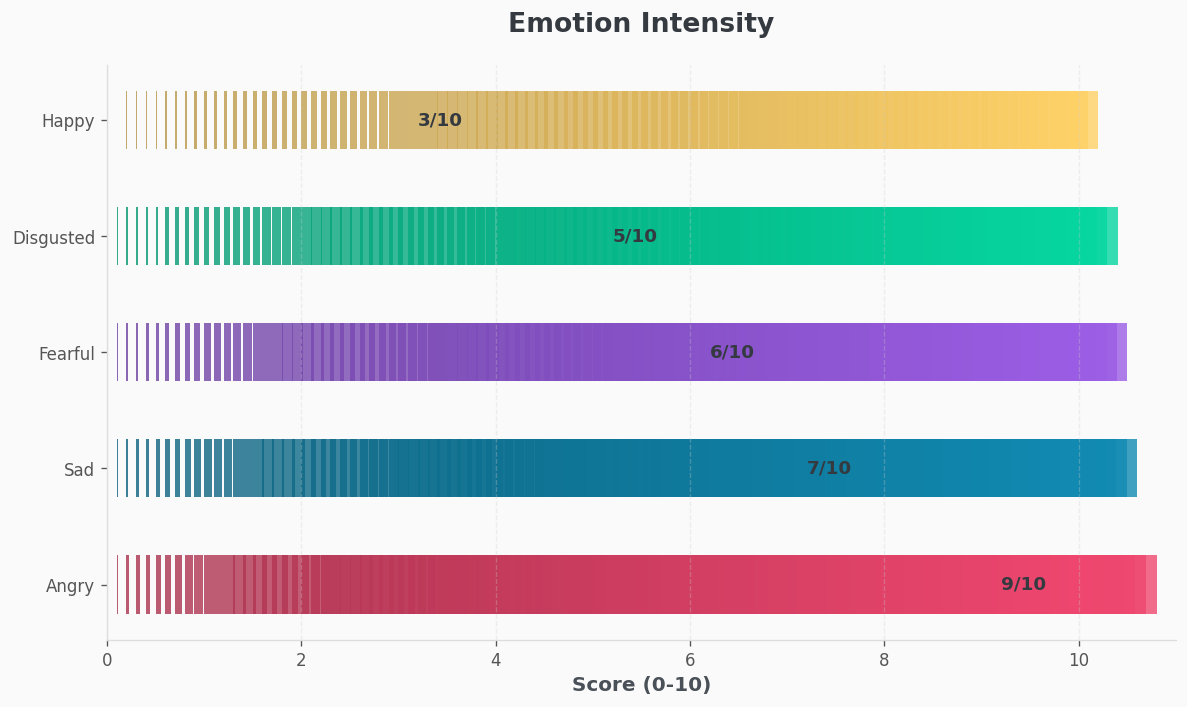 Emotion Intensity
Happy
3/10
Disgusted
5/10
Fearful
6/10
Sad
7/10
Angry
9/10
0 2 4 6 8 10
Score (0-10)